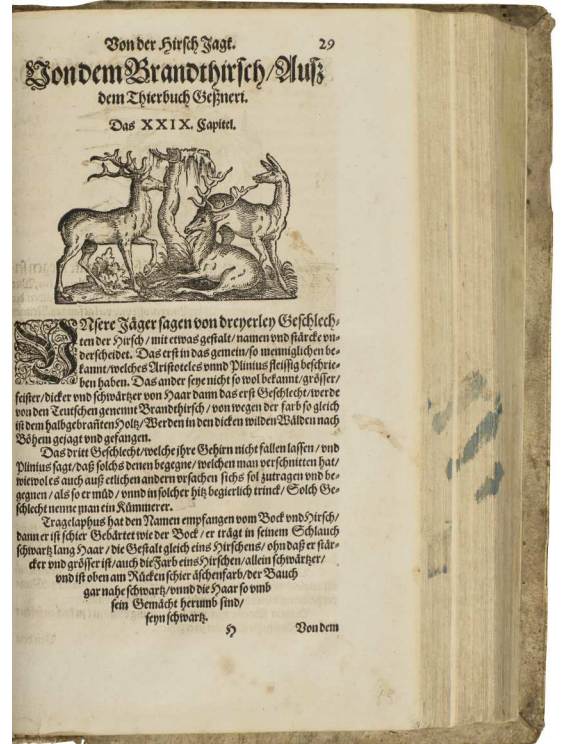 Von der Hirsch Jagt. 29
Von dem Brandthirsch/Auß
dem Thierbuch Geßneri.
Das XXIX. Capitel.
VNsere Jäger sagen von dreyerley Geschlech-
ten der Hirsch/ mit etwas gestalt/ namen vnd stärcke vn-
derscheidet. Das erst in das gemein/ so menniglichen be-
kannt/welches Aristoteles vnnd Plinius fleissig beschrie-
ben haben. Das ander seye nicht so wol bekannt/grösser/
feister/dicker vnd schwärtzer von Haar dann das erst Geschlecht/werde
von den Teutschen genennt Brandthirsch/ von wegen der farb so gleich
ist dem halbgebrañten Holtz/ Werden in den dicken wilden Wälden nach
Böhem gejagt vnd gefangen.
Das dritt Geschlecht/welche jhre Gehirn nicht fallen lassen/ vnd
Plinius sagt/daß solchs denen begegne/ welchen man verschnitten hat/
wiewol es auch auß etlichen andern vrsachen sichs sol zutragen vnd be-
gegnen/ als so er müd/ vnnd in solcher hitz begierlich trinck/ Solch Ge-
schlecht nenne man ein Kümmerer.
Tragelaphus hat den Namen empfangen vom Bock vnd Hirsch/
dann er ist schier Gebärtet wie der Bock/ er trägt in seinem Schlauch
schwartz lang Haar/ die Gestalt gleich eins Hirschens/ ohn daß er stär-
cker vnd grösser ist/auch die Farb eins Hirschen/allein schwärtzer/
vnd ist oben am Rücken schier äschenfarb/der Bauch
gar nahe schwartz/vnnd die Haar so vmb
sein Gemächt herumb sind/
seyn schwartz.
H Von dem